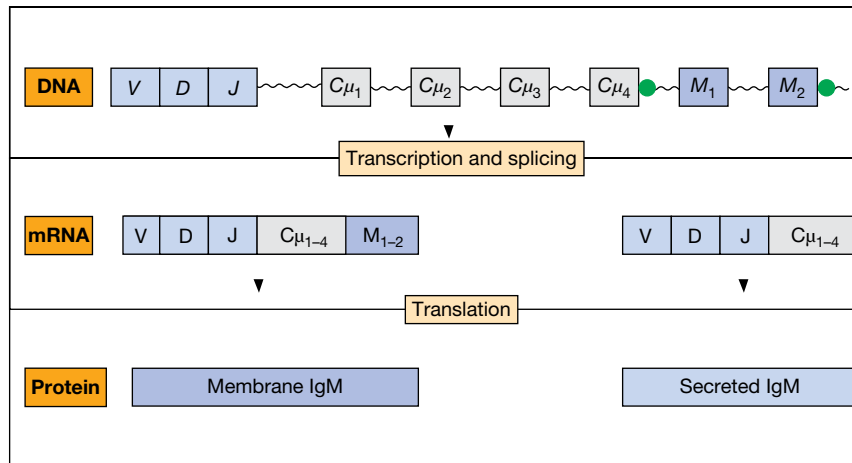 DNA V D J Cμ1 Cμ2 Cμ3 Cμ4 M1 M2
Transcription and splicing
mRNA V D J Cμ1–4 M1–2 V D J Cμ1–4
Translation
Protein Membrane IgM Secreted IgM